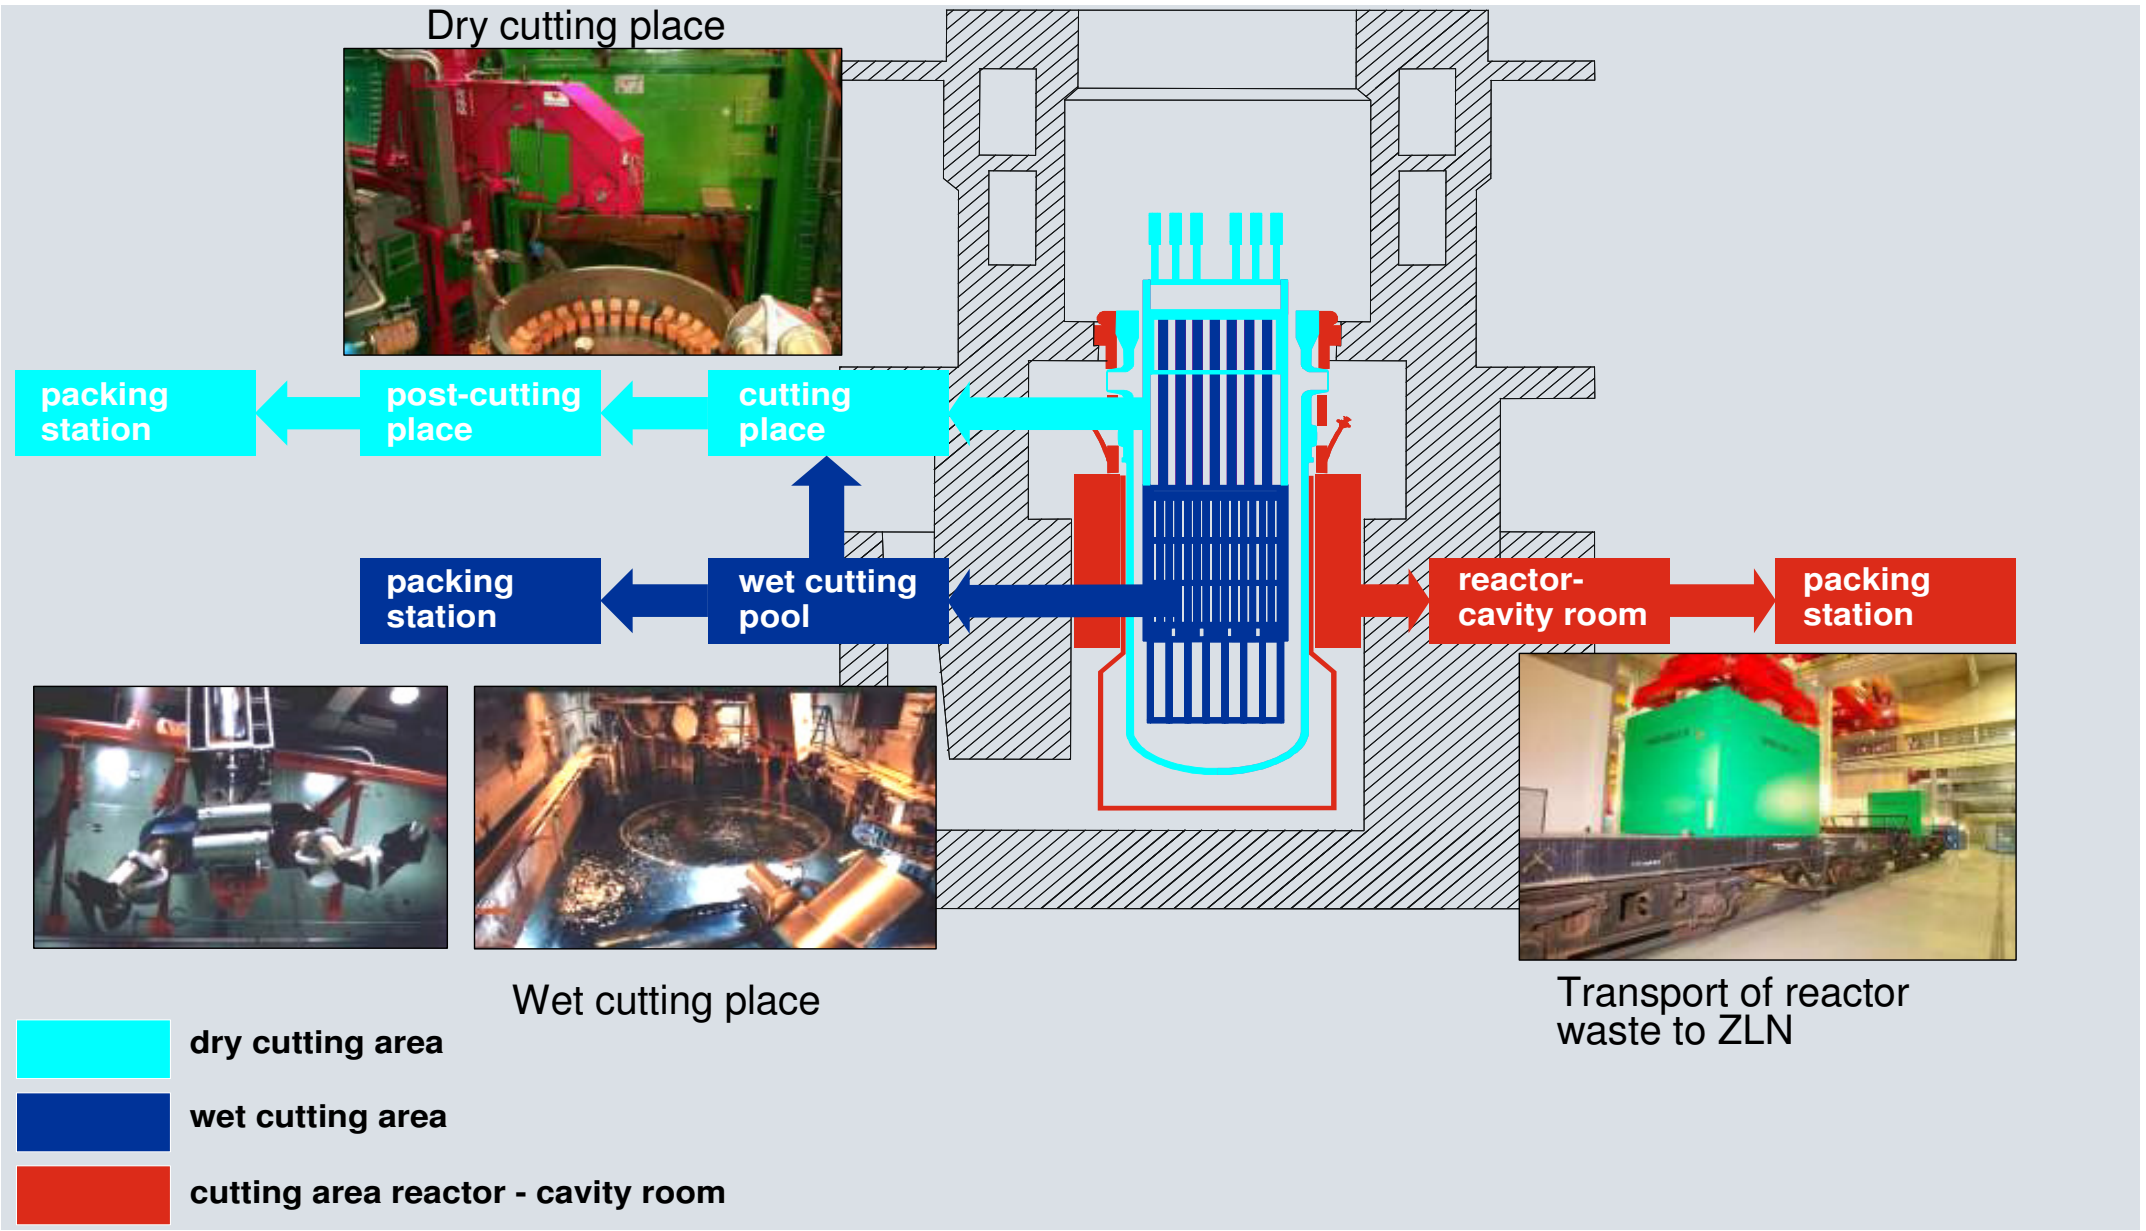 Dry cutting place
packing
station
post-cutting
place
cutting
place
packing
station
wet cutting
pool
reactor-
cavity room
packing
station
Wet cutting place
Transport of reactor
waste to ZLN
dry cutting area
wet cutting area
cutting area reactor - cavity room